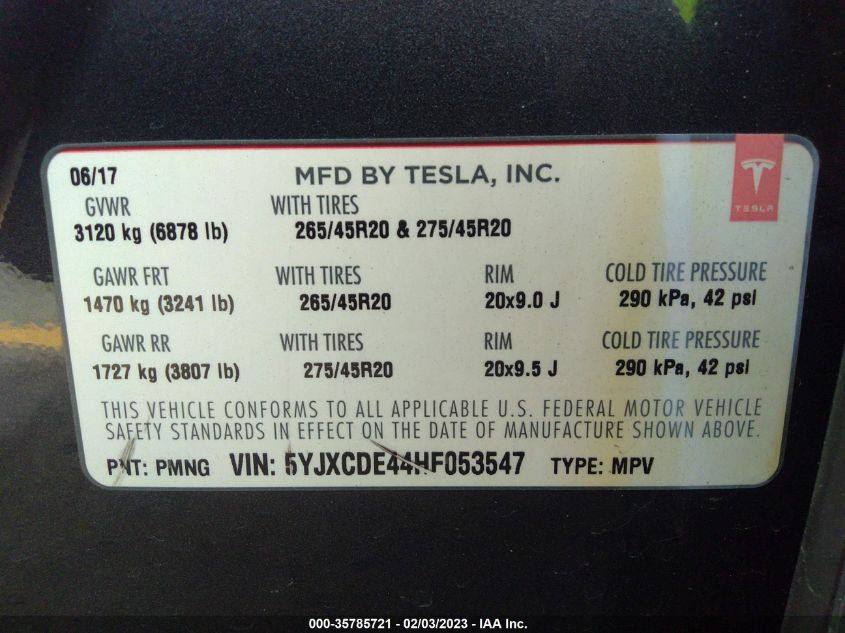 06/17 MFD BY TESLA, INC.
GVWR WITH TIRES
3120 kg (6878 lb) 265/45R20 & 275/45R20
TESLA
GAWR FRT WITH TIRES RIM COLD TIRE PRESSURE
1470 kg (3241 lb) 265/45R20 20x9.0 J 290 kPa, 42 psi
GAWR RR WITH TIRES RIM COLD TIRE PRESSURE
1727 kg (3807 lb) 275/45R20 20x9.5 J 290 kPa, 42 psi
THIS VEHICLE CONFORMS TO ALL APPLICABLE U.S. FEDERAL MOTOR VEHICLE
SAFETY STANDARDS IN EFFECT ON THE DATE OF MANUFACTURE SHOWN ABOVE.
PNT: PMNG VIN: 5YJXCDE44HF053547 TYPE: MPV
000-35785721 - 02/03/2023 - IAA Inc.